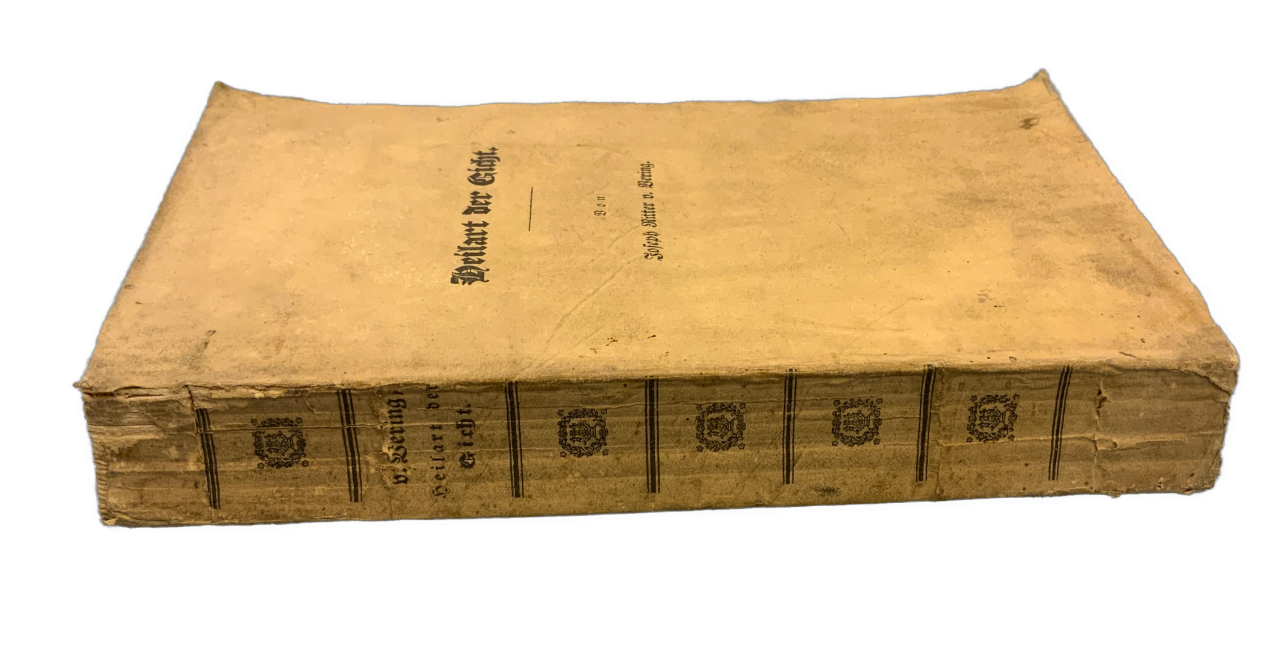 Heilart der Gicht.
Von
Joseph Ritter v. Vering.
v. Vering,
Heilart der
Gicht.